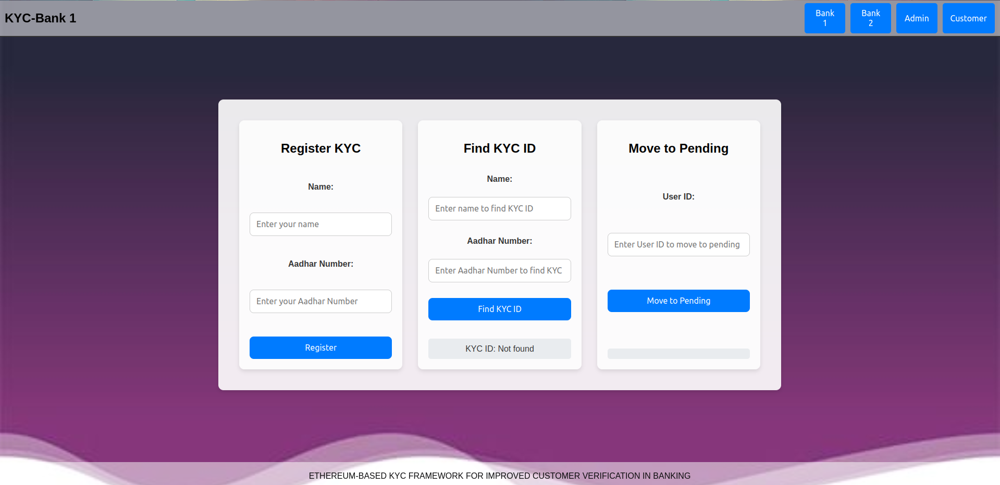 KYC-Bank 1
Bank
1
Bank
2
Admin
Customer
Register KYC
Name:
Enter your name
Aadhar Number:
Enter your Aadhar Number
Register
Find KYC ID
Name:
Enter name to find KYC ID
Aadhar Number:
Enter Aadhar Number to find KYC
Find KYC ID
KYC ID: Not found
Move to Pending
User ID:
Enter User ID to move to pending
Move to Pending
ETHEREUM-BASED KYC FRAMEWORK FOR IMPROVED CUSTOMER VERIFICATION IN BANKING